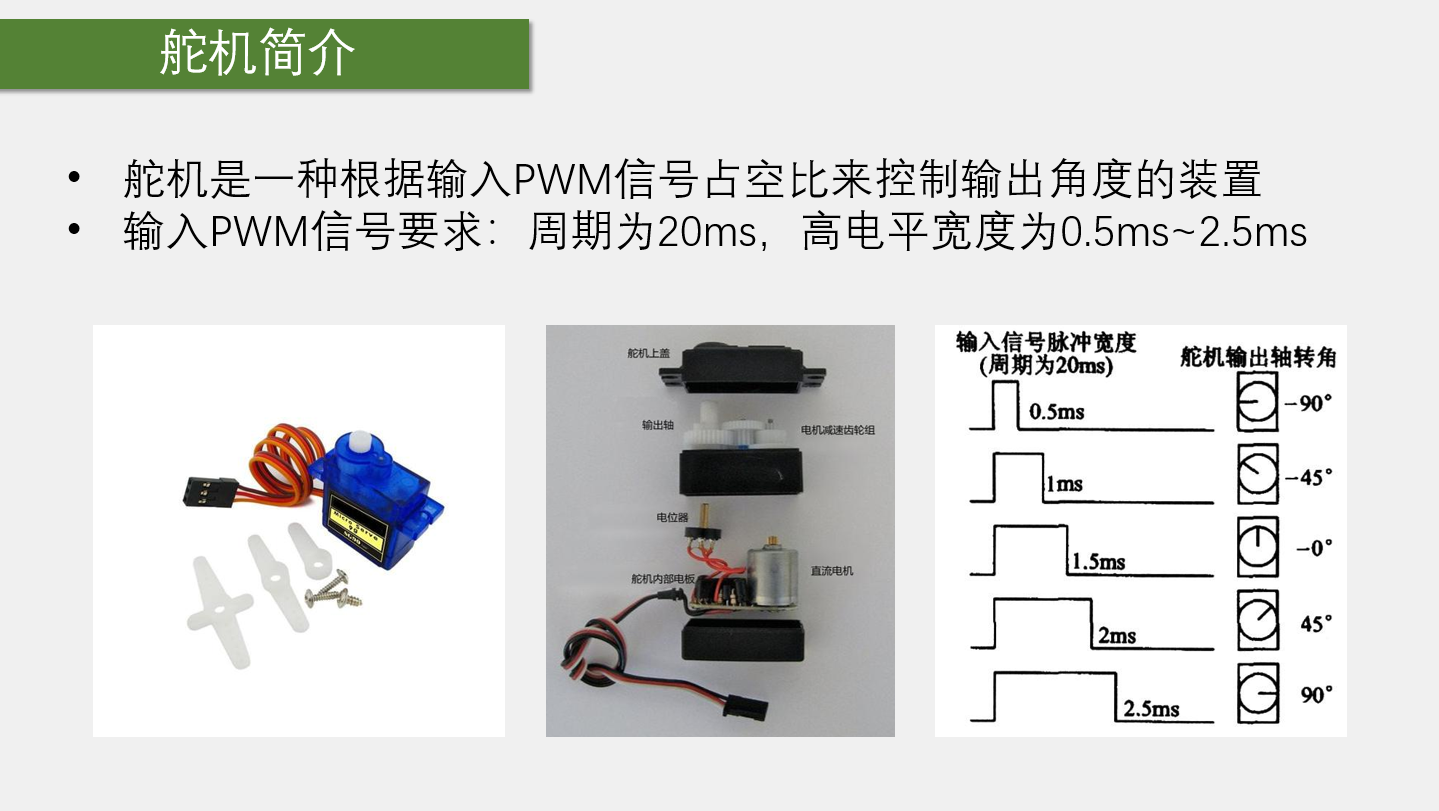 舵机简介
• 舵机是一种根据输入PWM信号占空比来控制输出角度的装置
• 输入PWM信号要求：周期为20ms，高电平宽度为0.5ms~2.5ms
舵机上盖
输出轴
电机减速齿轮组
电位器
舵机内部电板
直流电机
输入信号脉冲宽度
(周期为20ms)
舵机输出轴转角
0.5ms
−90°
1ms
−45°
1.5ms
−0°
2ms
45°
2.5ms
90°